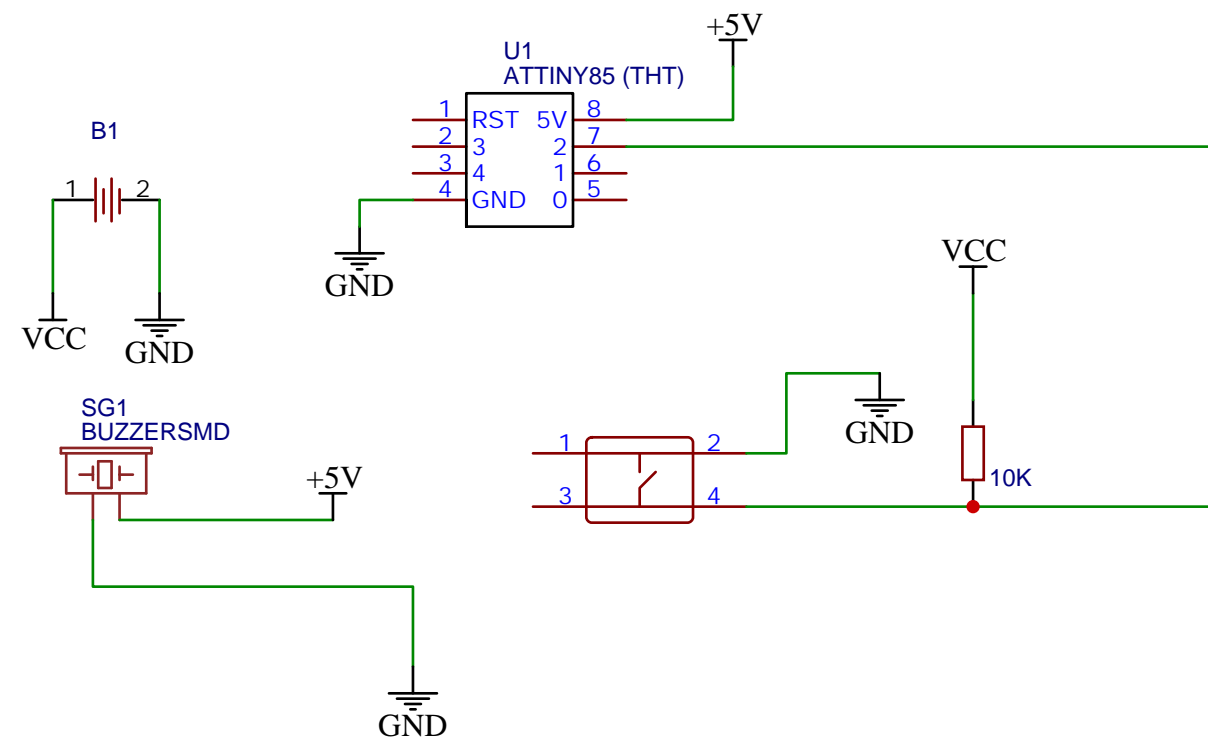 +5V
U1
ATTINY85 (THT)
B1
1 RST 5V 8
2 3 2 7
3 4 1 6
4 GND 0 5
1 2
VCC
GND
GND
VCC
SG1
BUZZERSMD
+5V
GND
1 2
3 4
GND
10K